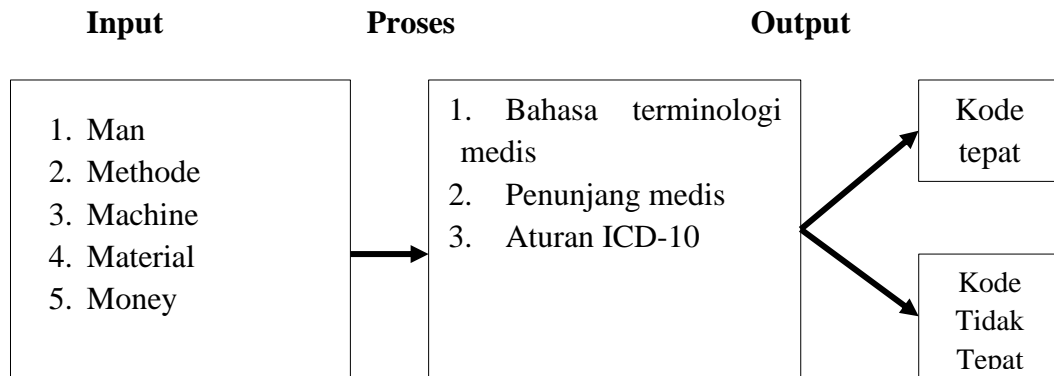 Input Proses Output
1. Man
2. Methode
3. Machine
4. Material
5. Money
1. Bahasa terminologi
medis
2. Penunjang medis
3. Aturan ICD-10
Kode
tepat
Kode
Tidak
Tepat